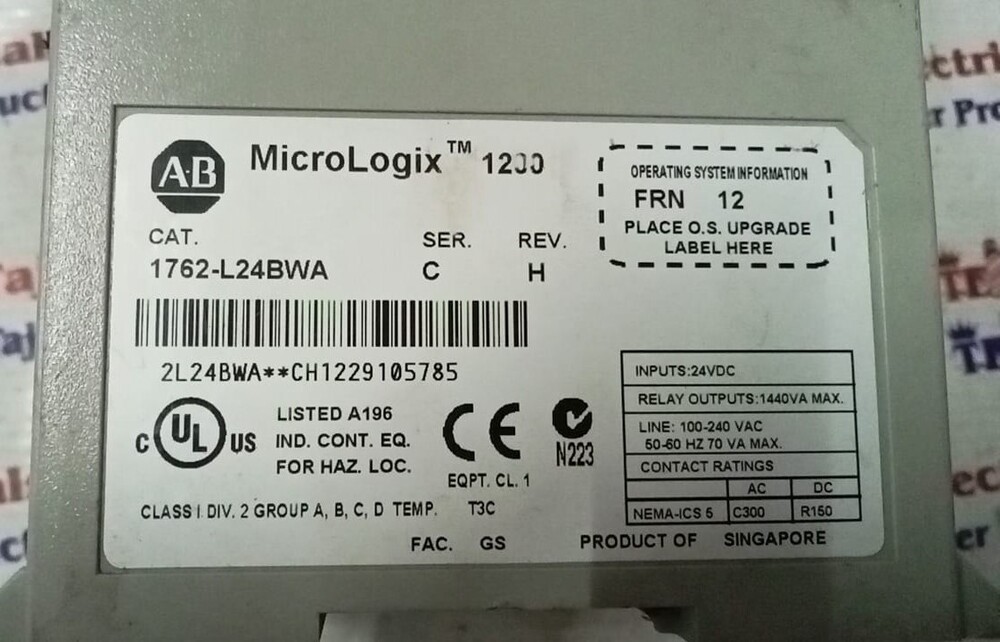 AB
MicroLogix™ 1200
OPERATING SYSTEM INFORMATION
FRN 12
PLACE O.S. UPGRADE
LABEL HERE
CAT. SER. REV.
1762-L24BWA C H
2L24BWA**CH1229105785
C UL US
LISTED A196
IND. CONT. EQ.
FOR HAZ. LOC.
CE
EQPT. CL. 1
N223
CLASS I DIV. 2 GROUP A, B, C, D TEMP. T3C
FAC. GS
INPUTS:24VDC
RELAY OUTPUTS:1440VA MAX.
LINE: 100-240 VAC
50-60 HZ 70 VA MAX.
CONTACT RATINGS
AC DC
NEMA-ICS 5 C300 R150
PRODUCT OF SINGAPORE